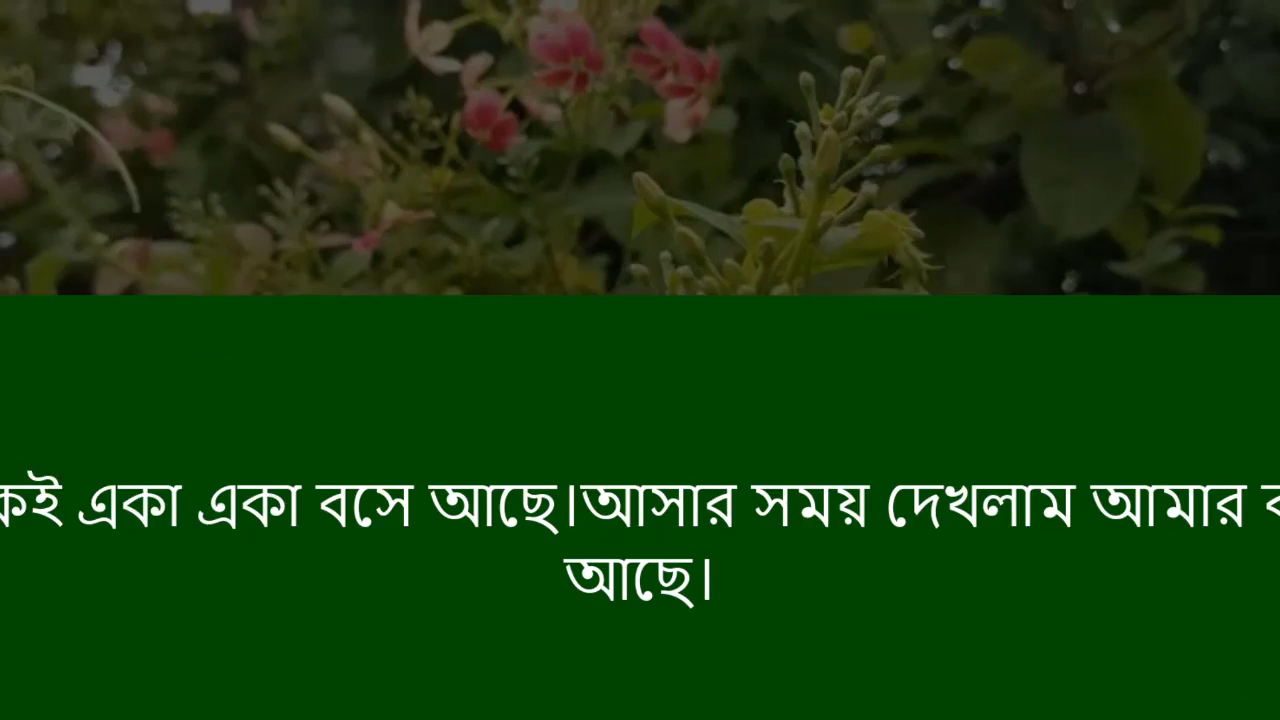 একা একা বসে আছে।আসার সময় দেখলাম আমার
আছে।